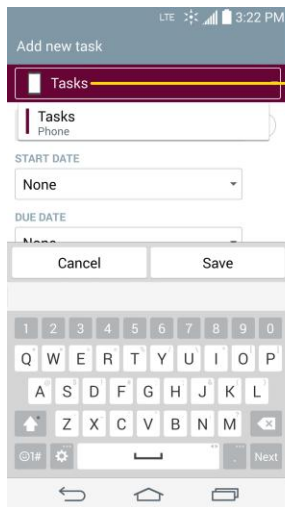 LTE 3:22 PM
Add new task
Tasks
Tasks
Phone
START DATE
None
DUE DATE
None
Cancel Save
1 2 3 4 5 6 7 8 9 0
Q W E R T Y U I O P
A S D F G H J K L
Z X C V B N M
1# . Next